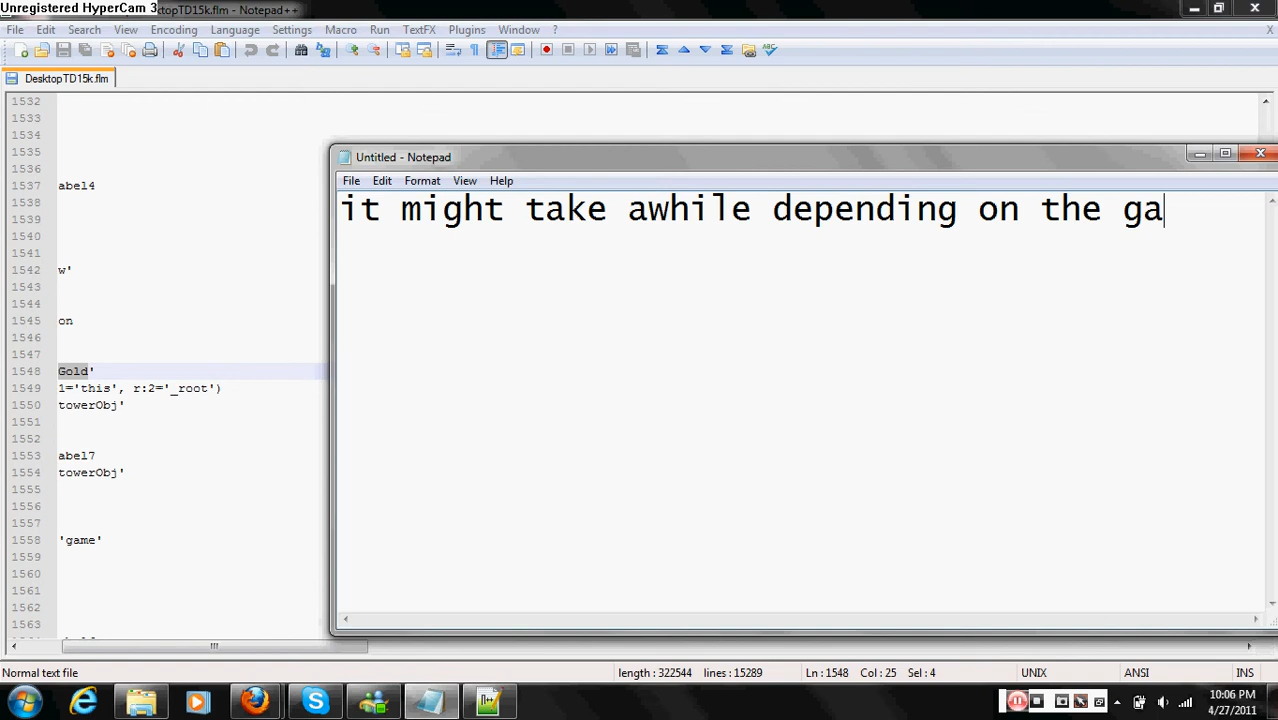 Unregistered HyperCam 3
ktopTD15k.flm - Notepad++
File Edit Search View Encoding Language Settings Macro Run TextFX Plugins Window ?
X
DesktopTD15k.flm
1532
1533
1534
1535
1536
1537 abel4
1538
1539
1540
1541
1542 w'
1543
1544
1545 on
1546
1547
1548 Gold'
1549 1='this', r:2='_root')
1550 towerObj'
1551
1552
1553 abel7
1554 towerObj'
1555
1556
1557
1558 'game'
1559
1560
1561
1562
1563
Untitled - Notepad
File Edit Format View Help
it might take awhile depending on the ga
Normal text file length : 322544 lines : 15289 Ln : 1548 Col : 25 Sel : 4 UNIX ANSI INS
10:06 PM
4/27/2011